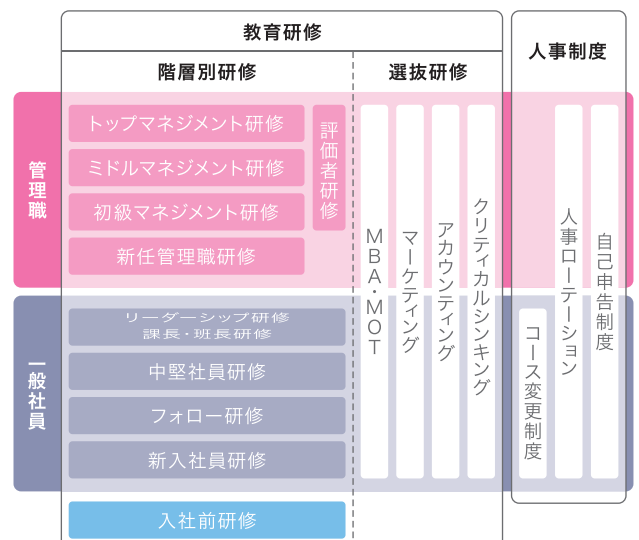 教育研修
人事制度
階層別研修
選抜研修
管理職
トップマネジメント研修
ミドルマネジメント研修
初級マネジメント研修
新任管理職研修
評価者研修
一般社員
リーダーシップ研修
課長・班長研修
中堅社員研修
フォロー研修
新入社員研修
入社前研修
MBA・MOT
マーケティング
アカウンティング
クリティカルシンキング
コース変更制度
人事ローテーション
自己申告制度